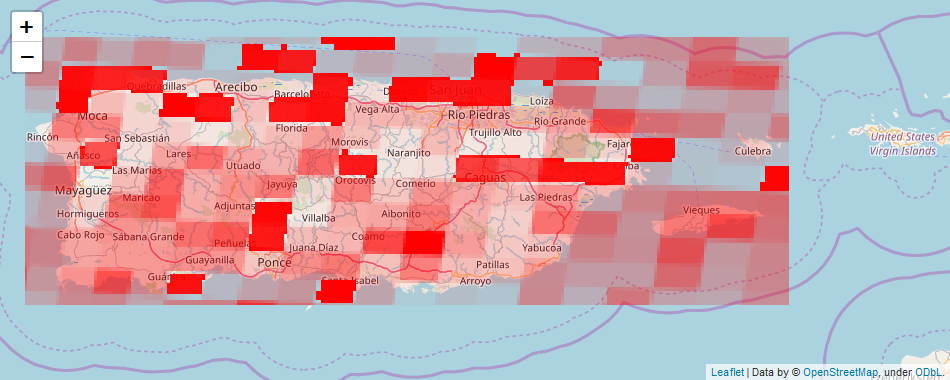 +
−
Quebradillas
Arecibo
Barceloneta
San Juan
Vega Alta
Loíza
Moca
Río Piedras
Río Grande
Florida
Trujillo Alto
Rincón
San Sebastián
Morovis
Fajar
United States
Virgin Islands
Añasco
Lares
Naranjito
Culebra
Las Marías
Utuado
Orocovis
Ceiba
Mayagüez
Jayuya
Comerío
Caguas
Maricao
Las Piedras
Hormigueros
Adjuntas
Villalba
Aibonito
Vieques
Cabo Rojo
Sábana Grande
Peñuelas
Coamo
Juana Díaz
Yabucoa
Guayanilla
Ponce
Patillas
Santa Isabel
Arroyo
Leaflet | Data by © OpenStreetMap, under ODbL.